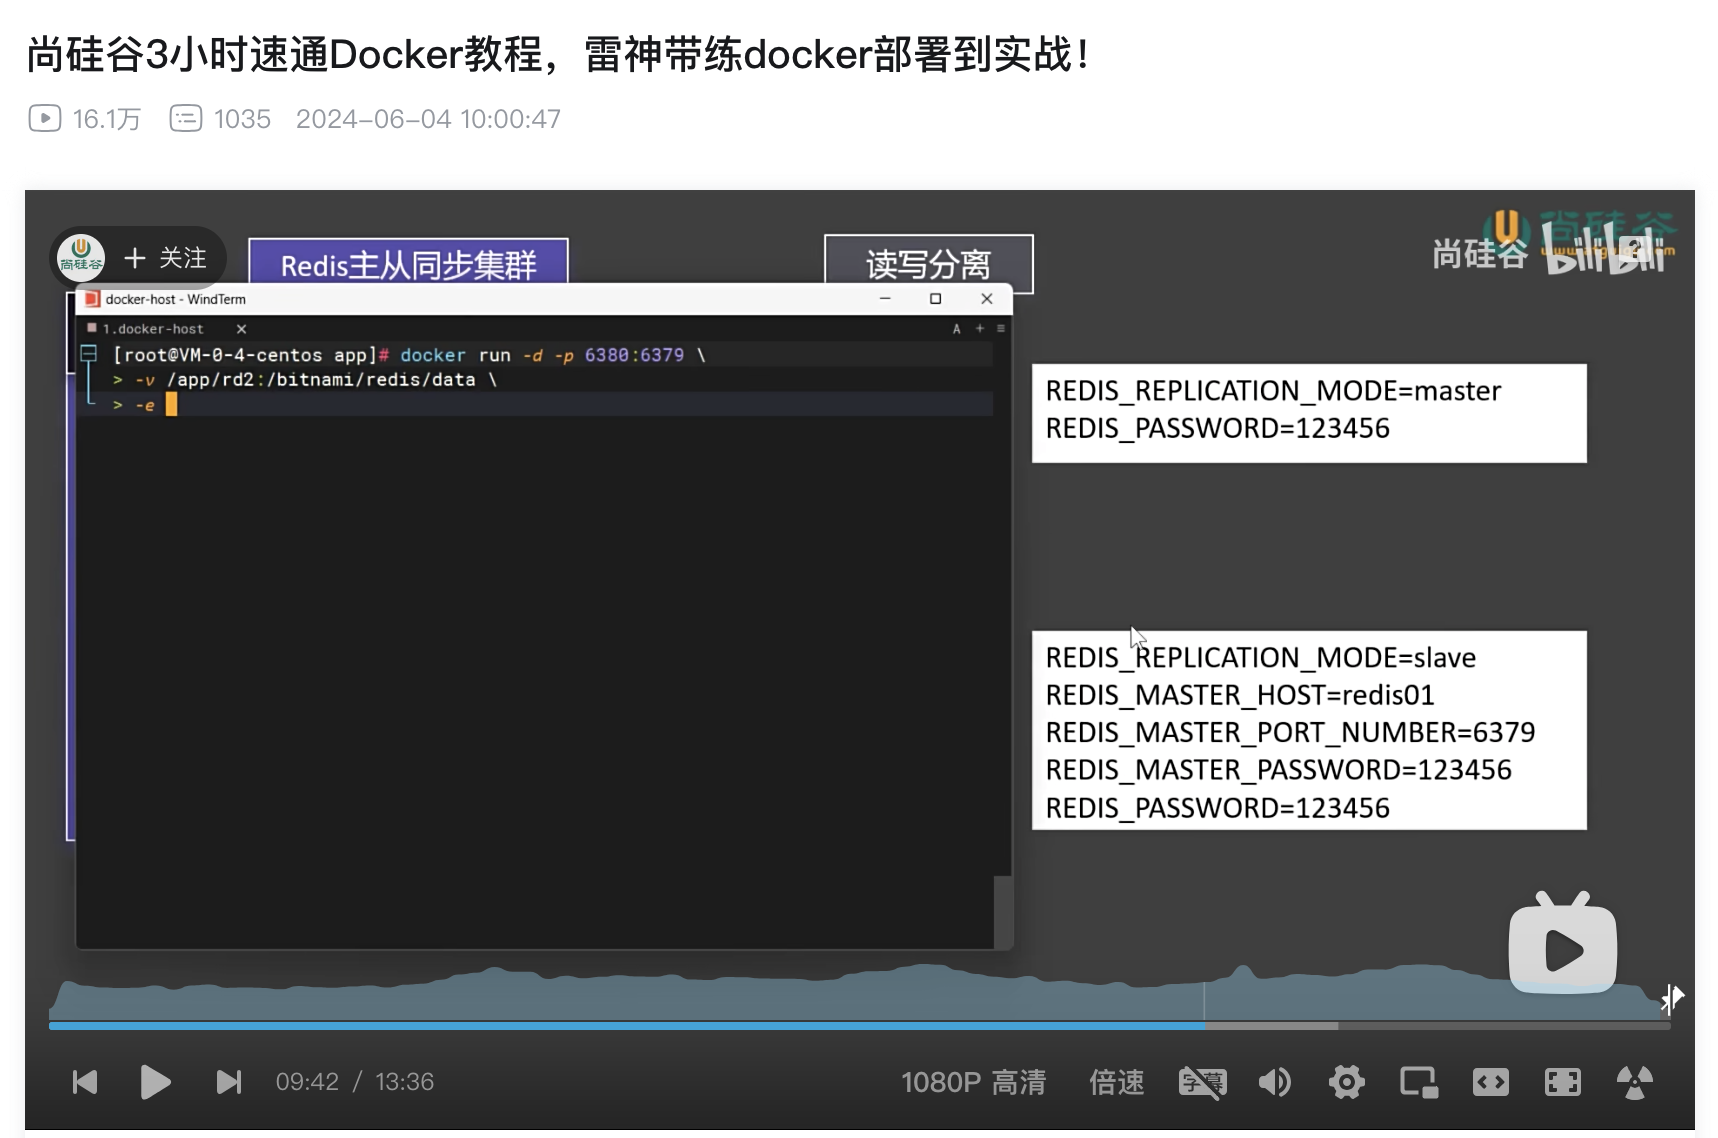 尚硅谷3小时速通Docker教程，雷神带练docker部署到实战！
16.1万 1035 2024-06-04 10:00:47
尚硅谷
+ 关注
Redis主从同步集群
读写分离
尚硅谷
bilibili
docker-host - WindTerm
1.docker-host
[root@VM-0-4-centos app]# docker run -d -p 6380:6379 \
> -v /app/rd2:/bitnami/redis/data \
> -e
REDIS_REPLICATION_MODE=master
REDIS_PASSWORD=123456
REDIS_REPLICATION_MODE=slave
REDIS_MASTER_HOST=redis01
REDIS_MASTER_PORT_NUMBER=6379
REDIS_MASTER_PASSWORD=123456
REDIS_PASSWORD=123456
09:42 / 13:36
1080P 高清
倍速
字幕